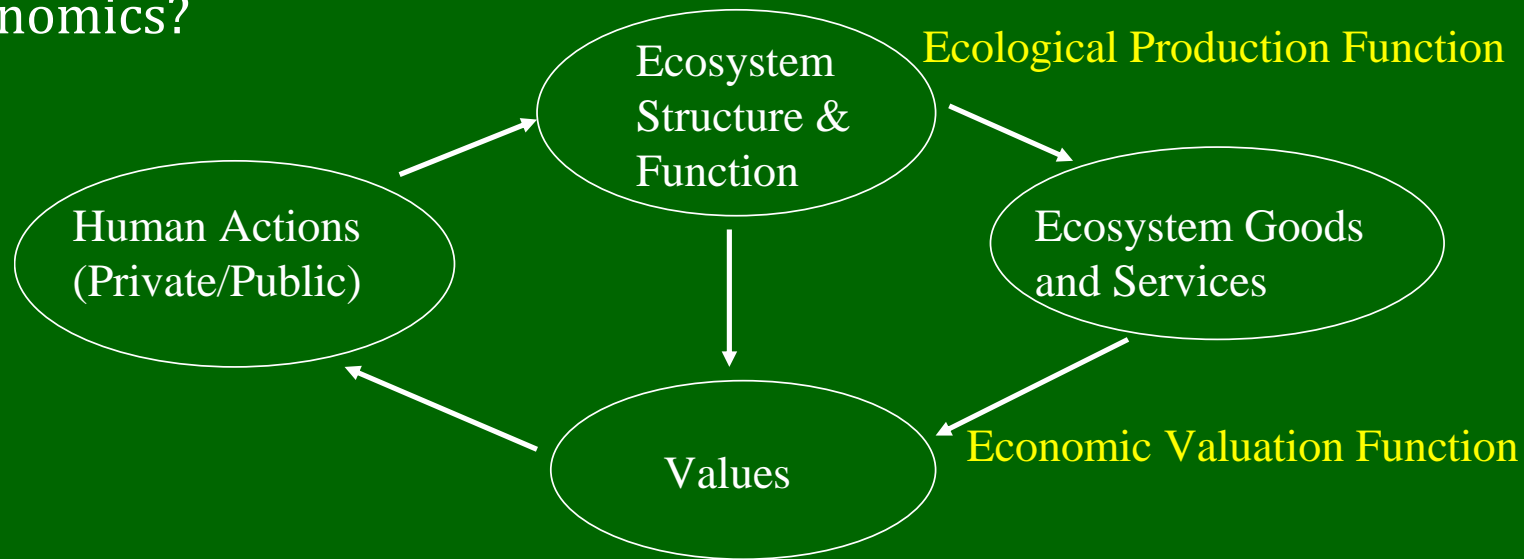 nomics?
Ecological Production Function
Ecosystem
Structure &
Function
Human Actions
(Private/Public)
Ecosystem Goods
and Services
Values
Economic Valuation Function